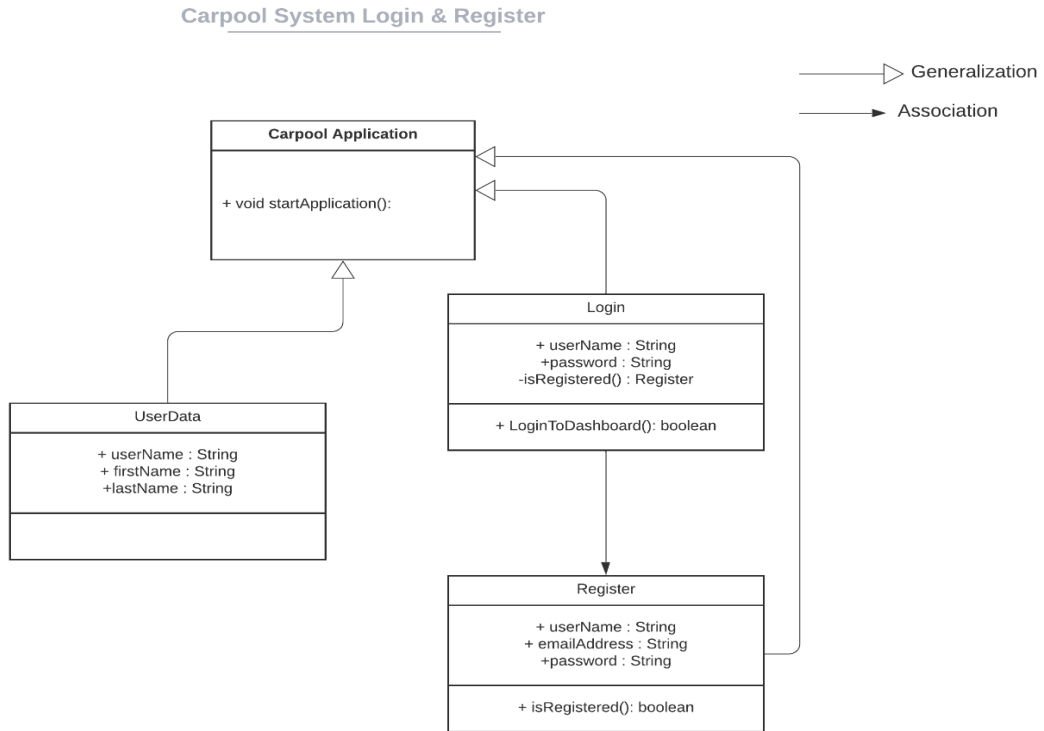 Carpool System Login & Register
Generalization
Association
Carpool Application
+ void startApplication():
Login
+ userName : String
+password : String
-isRegistered() : Register
+ LoginToDashboard(): boolean
UserData
+ userName : String
+ firstName : String
+lastName : String
Register
+ userName : String
+ emailAddress : String
+password : String
+ isRegistered(): boolean